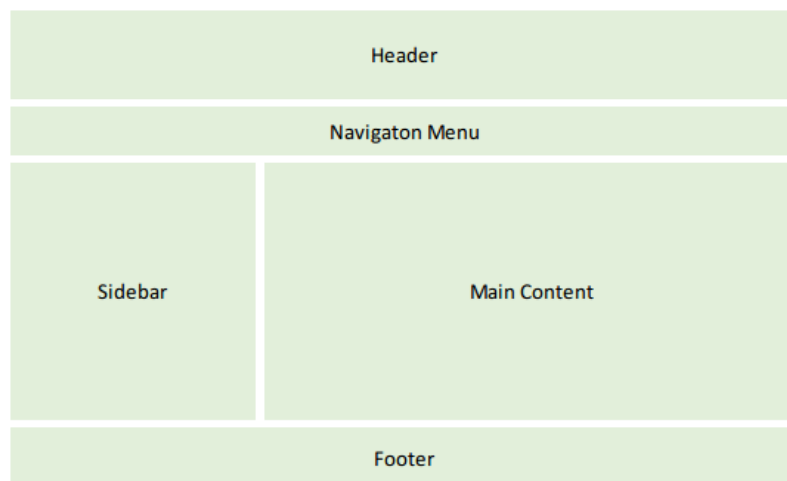 Header
Navigaton Menu
Sidebar
Main Content
Footer